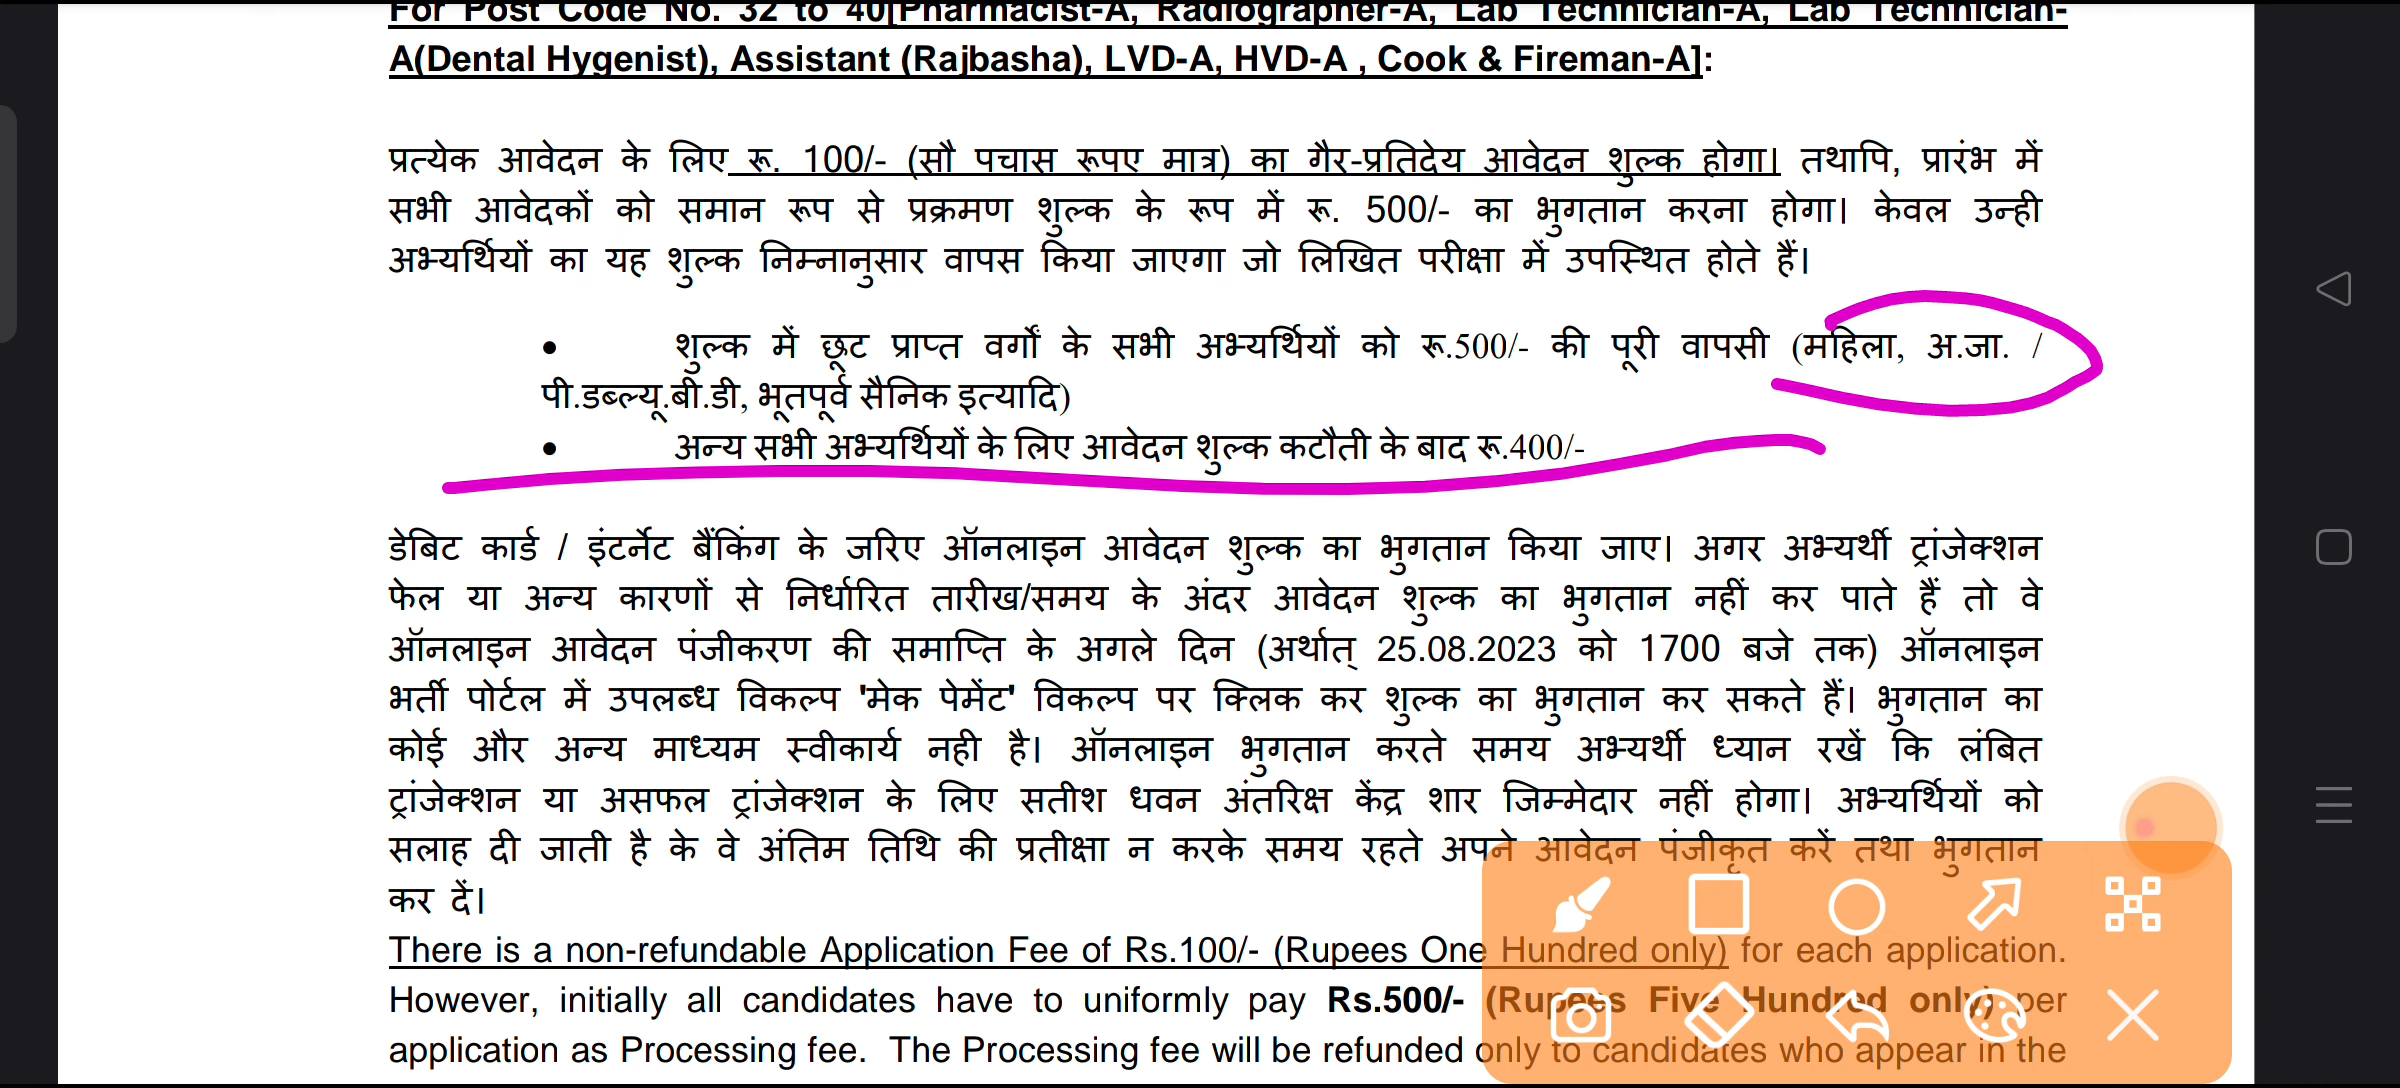 For Post Code No. 32 to 40[Pharmacist-A, Radiographer-A, Lab Technician-A, Lab Technician-
A(Dental Hygenist), Assistant (Rajbasha), LVD-A, HVD-A , Cook & Fireman-A]:
प्रत्येक आवेदन के लिए रू. 100/- (सौ पचास रूपए मात्र) का गैर-प्रतिदेय आवेदन शुल्क होगा। तथापि, प्रारंभ में
सभी आवेदकों को समान रूप से प्रक्रमण शुल्क के रूप में रू. 500/- का भुगतान करना होगा। केवल उन्ही
अभ्यर्थियों का यह शुल्क निम्नानुसार वापस किया जाएगा जो लिखित परीक्षा में उपस्थित होते हैं।
• शुल्क में छूट प्राप्त वर्गों के सभी अभ्यर्थियों को रू.500/- की पूरी वापसी (महिला, अ.जा. /
पी.डब्ल्यू.बी.डी, भूतपूर्व सैनिक इत्यादि)
• अन्य सभी अभ्यर्थियों के लिए आवेदन शुल्क कटौती के बाद रू.400/-
डेबिट कार्ड / इंटर्नेट बैंकिंग के जरिए ऑनलाइन आवेदन शुल्क का भुगतान किया जाए। अगर अभ्यर्थी ट्रांजेक्शन
फेल या अन्य कारणों से निर्धारित तारीख/समय के अंदर आवेदन शुल्क का भुगतान नहीं कर पाते हैं तो वे
ऑनलाइन आवेदन पंजीकरण की समाप्ति के अगले दिन (अर्थात् 25.08.2023 को 1700 बजे तक) ऑनलाइन
भर्ती पोर्टल में उपलब्ध विकल्प 'मेक पेमेंट' विकल्प पर क्लिक कर शुल्क का भुगतान कर सकते हैं। भुगतान का
कोई और अन्य माध्यम स्वीकार्य नही है। ऑनलाइन भुगतान करते समय अभ्यर्थी ध्यान रखें कि लंबित
ट्रांजेक्शन या असफल ट्रांजेक्शन के लिए सतीश धवन अंतरिक्ष केंद्र शार जिम्मेदार नहीं होगा। अभ्यर्थियों को
सलाह दी जाती है के वे अंतिम तिथि की प्रतीक्षा न करके समय रहते अपने आवेदन पंजीकृत करें तथा भुगतान
कर दें।
There is a non-refundable Application Fee of Rs.100/- (Rupees One Hundred only) for each application.
However, initially all candidates have to uniformly pay Rs.500/- (Rupees Five Hundred only) per
application as Processing fee. The Processing fee will be refunded only to candidates who appear in the